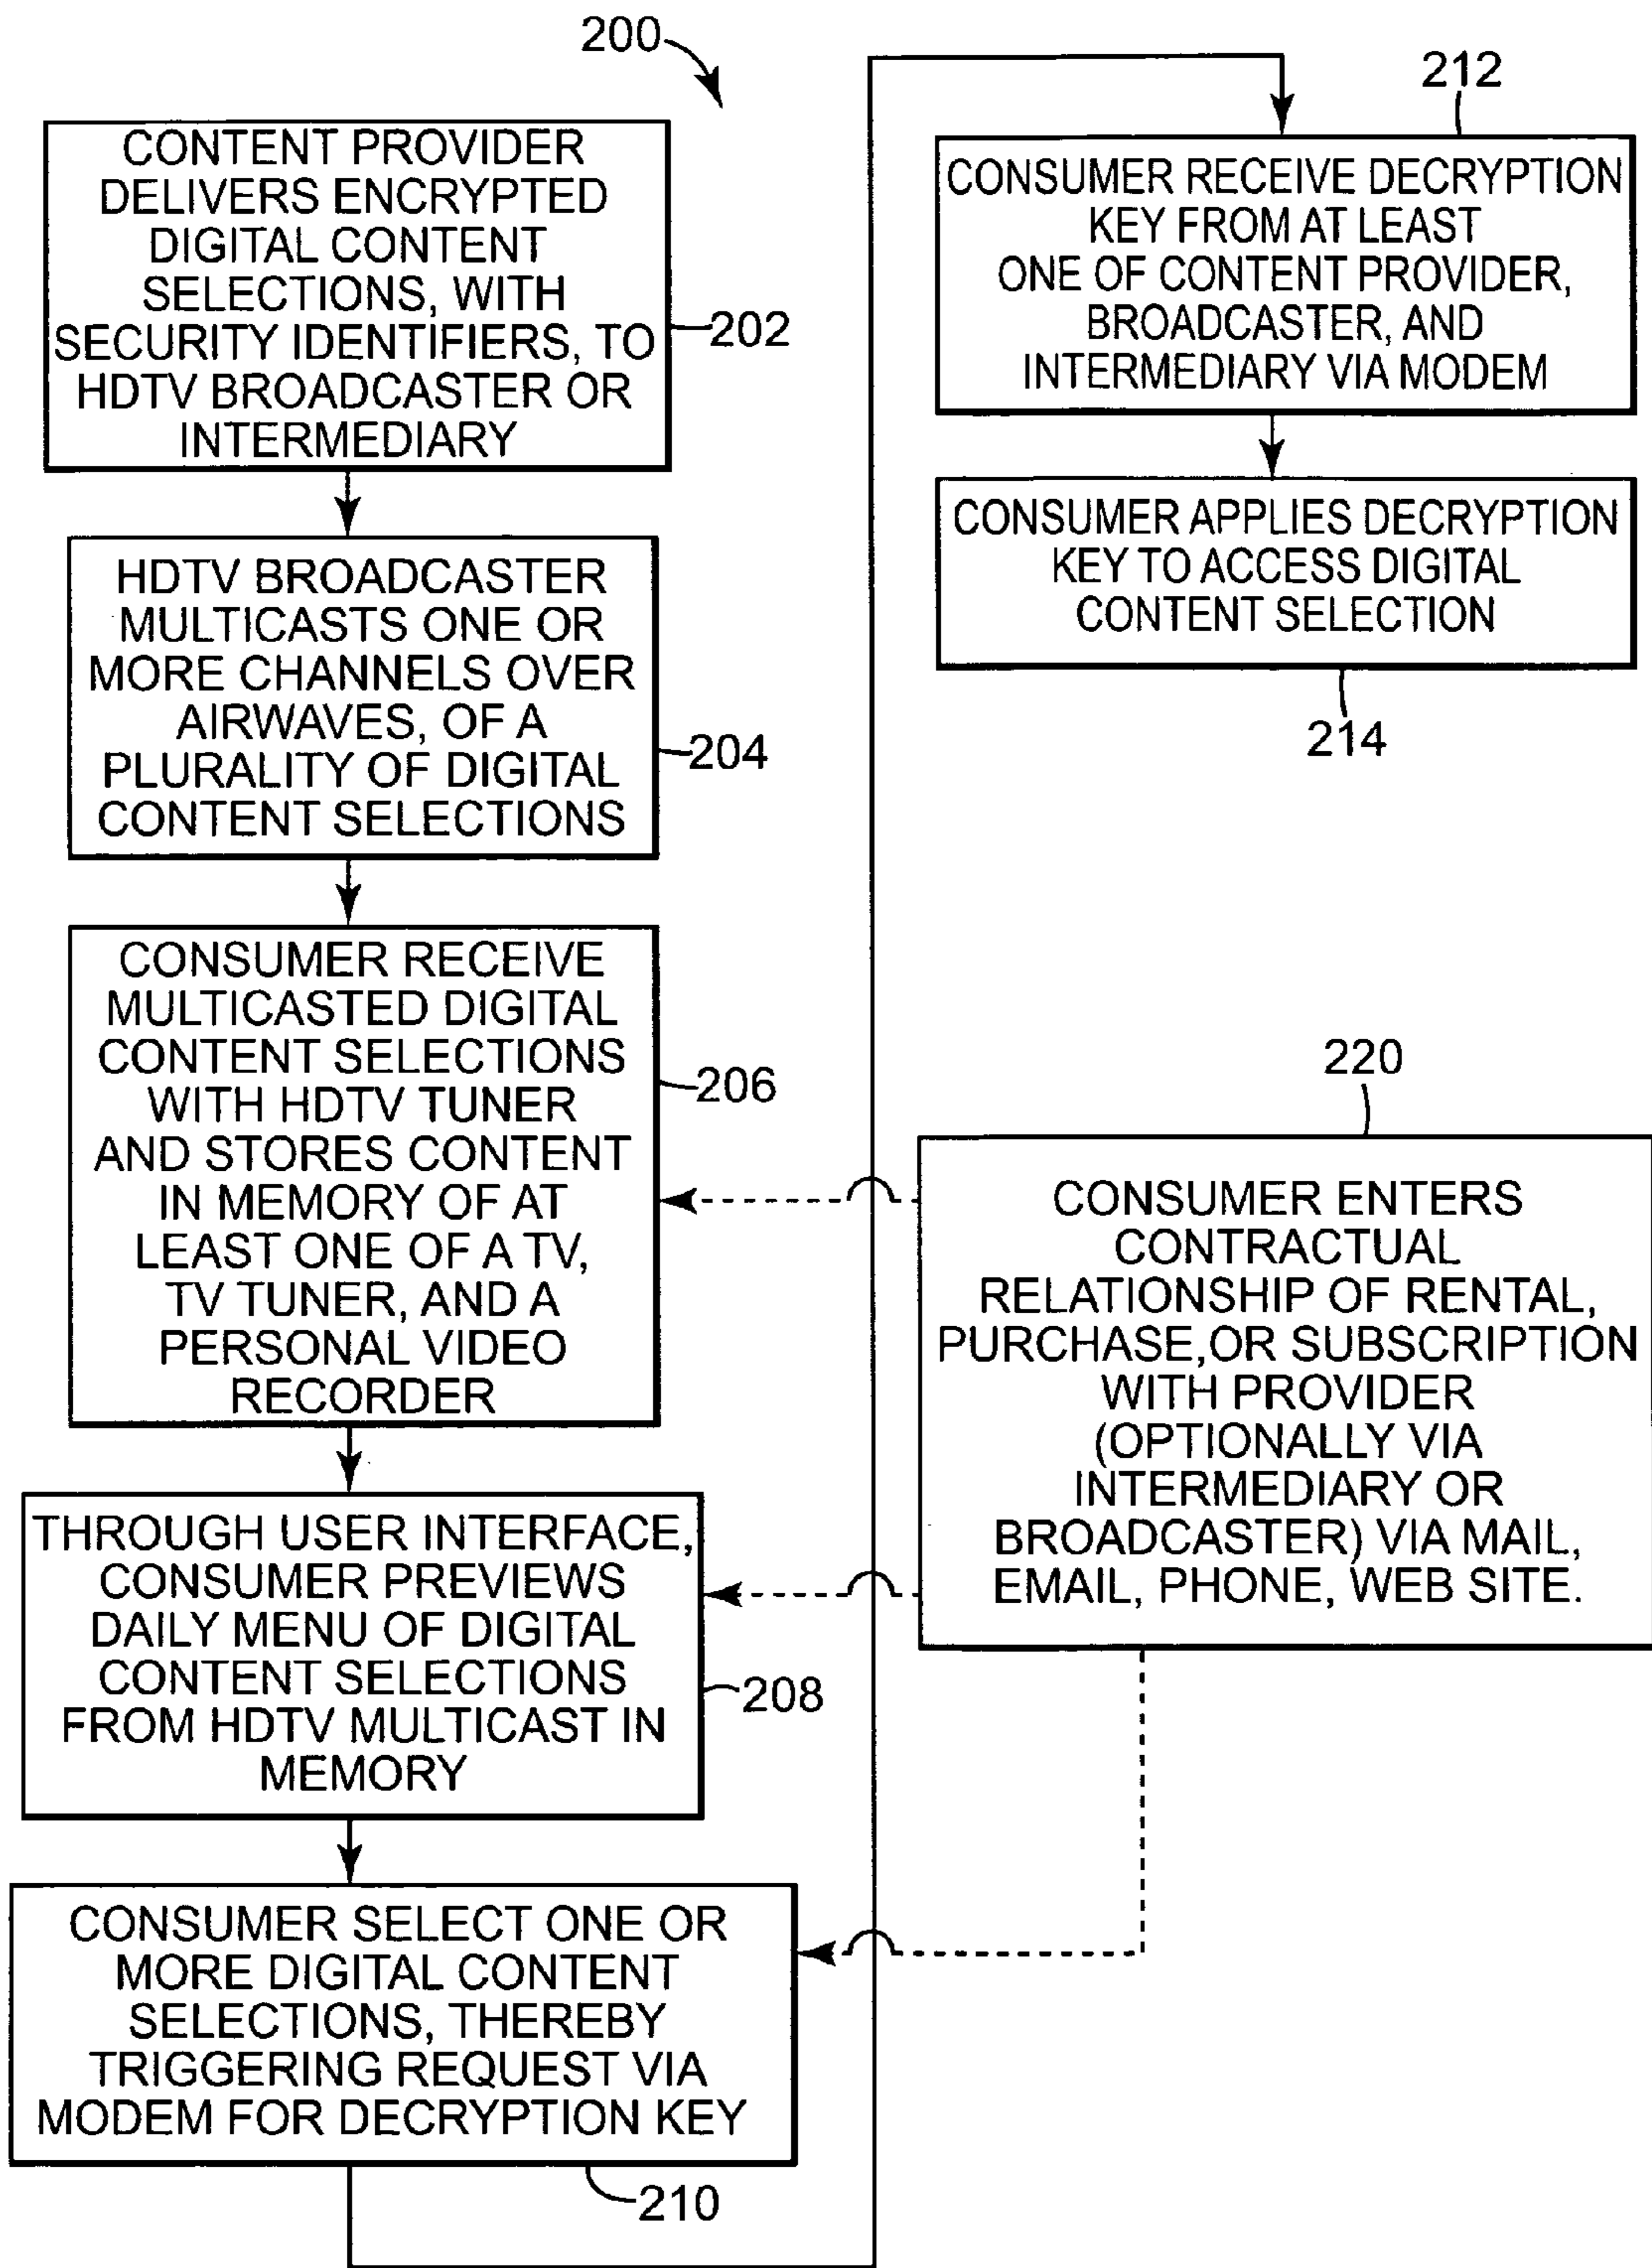 200
CONTENT PROVIDER
DELIVERS ENCRYPTED
DIGITAL CONTENT
SELECTIONS, WITH
SECURITY IDENTIFIERS, TO
HDTV BROADCASTER OR
INTERMEDIARY
202
HDTV BROADCASTER
MULTICASTS ONE OR
MORE CHANNELS OVER
AIRWAVES, OF A
PLURALITY OF DIGITAL
CONTENT SELECTIONS
204
CONSUMER RECEIVE
MULTICASTED DIGITAL
CONTENT SELECTIONS
WITH HDTV TUNER
AND STORES CONTENT
IN MEMORY OF AT
LEAST ONE OF A TV,
TV TUNER, AND A
PERSONAL VIDEO
RECORDER
206
THROUGH USER INTERFACE,
CONSUMER PREVIEWS
DAILY MENU OF DIGITAL
CONTENT SELECTIONS
FROM HDTV MULTICAST IN
MEMORY
208
CONSUMER SELECT ONE OR
MORE DIGITAL CONTENT
SELECTIONS, THEREBY
TRIGGERING REQUEST VIA
MODEM FOR DECRYPTION KEY
210
212
CONSUMER RECEIVE DECRYPTION
KEY FROM AT LEAST
ONE OF CONTENT PROVIDER,
BROADCASTER, AND
INTERMEDIARY VIA MODEM
CONSUMER APPLIES DECRYPTION
KEY TO ACCESS DIGITAL
CONTENT SELECTION
214
220
CONSUMER ENTERS
CONTRACTUAL
RELATIONSHIP OF RENTAL,
PURCHASE,OR SUBSCRIPTION
WITH PROVIDER
(OPTIONALLY VIA
INTERMEDIARY OR
BROADCASTER) VIA MAIL,
EMAIL, PHONE, WEB SITE.